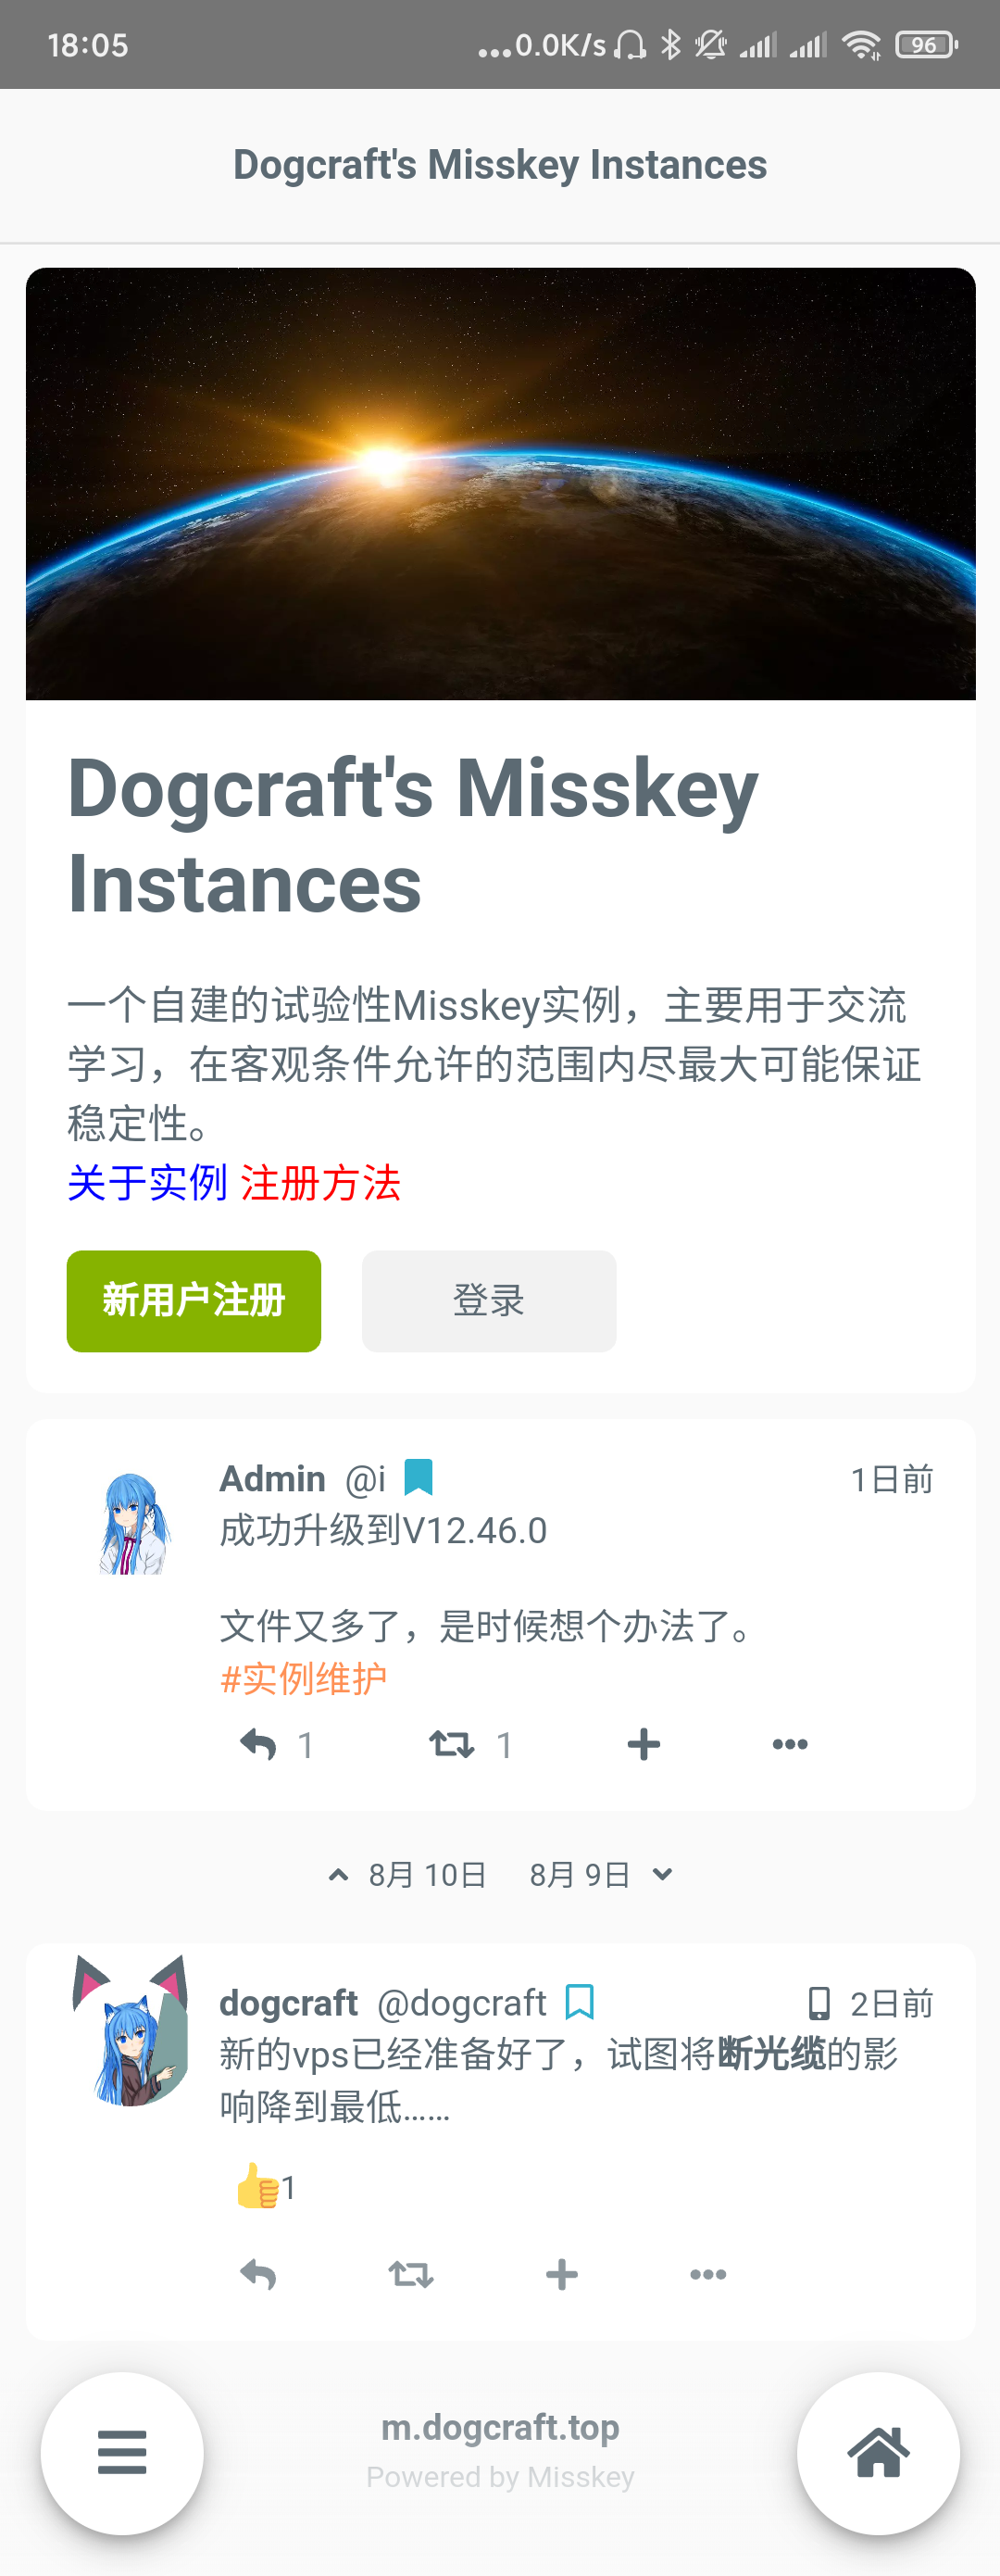 18:05
...0.0K/s
96
Dogcraft's Misskey Instances
Dogcraft's Misskey
Instances
一个自建的试验性Misskey实例，主要用于交流
学习，在客观条件允许的范围内尽最大可能保证
稳定性。
关于实例 注册方法
新用户注册 登录
Admin @i 1日前
成功升级到V12.46.0
文件又多了，是时候想个办法了。
#实例维护
1 1
8月 10日 8月 9日
dogcraft @dogcraft 2日前
新的vps已经准备好了，试图将断光缆的影
响降到最低……
👍1
m.dogcraft.top
Powered by Misskey